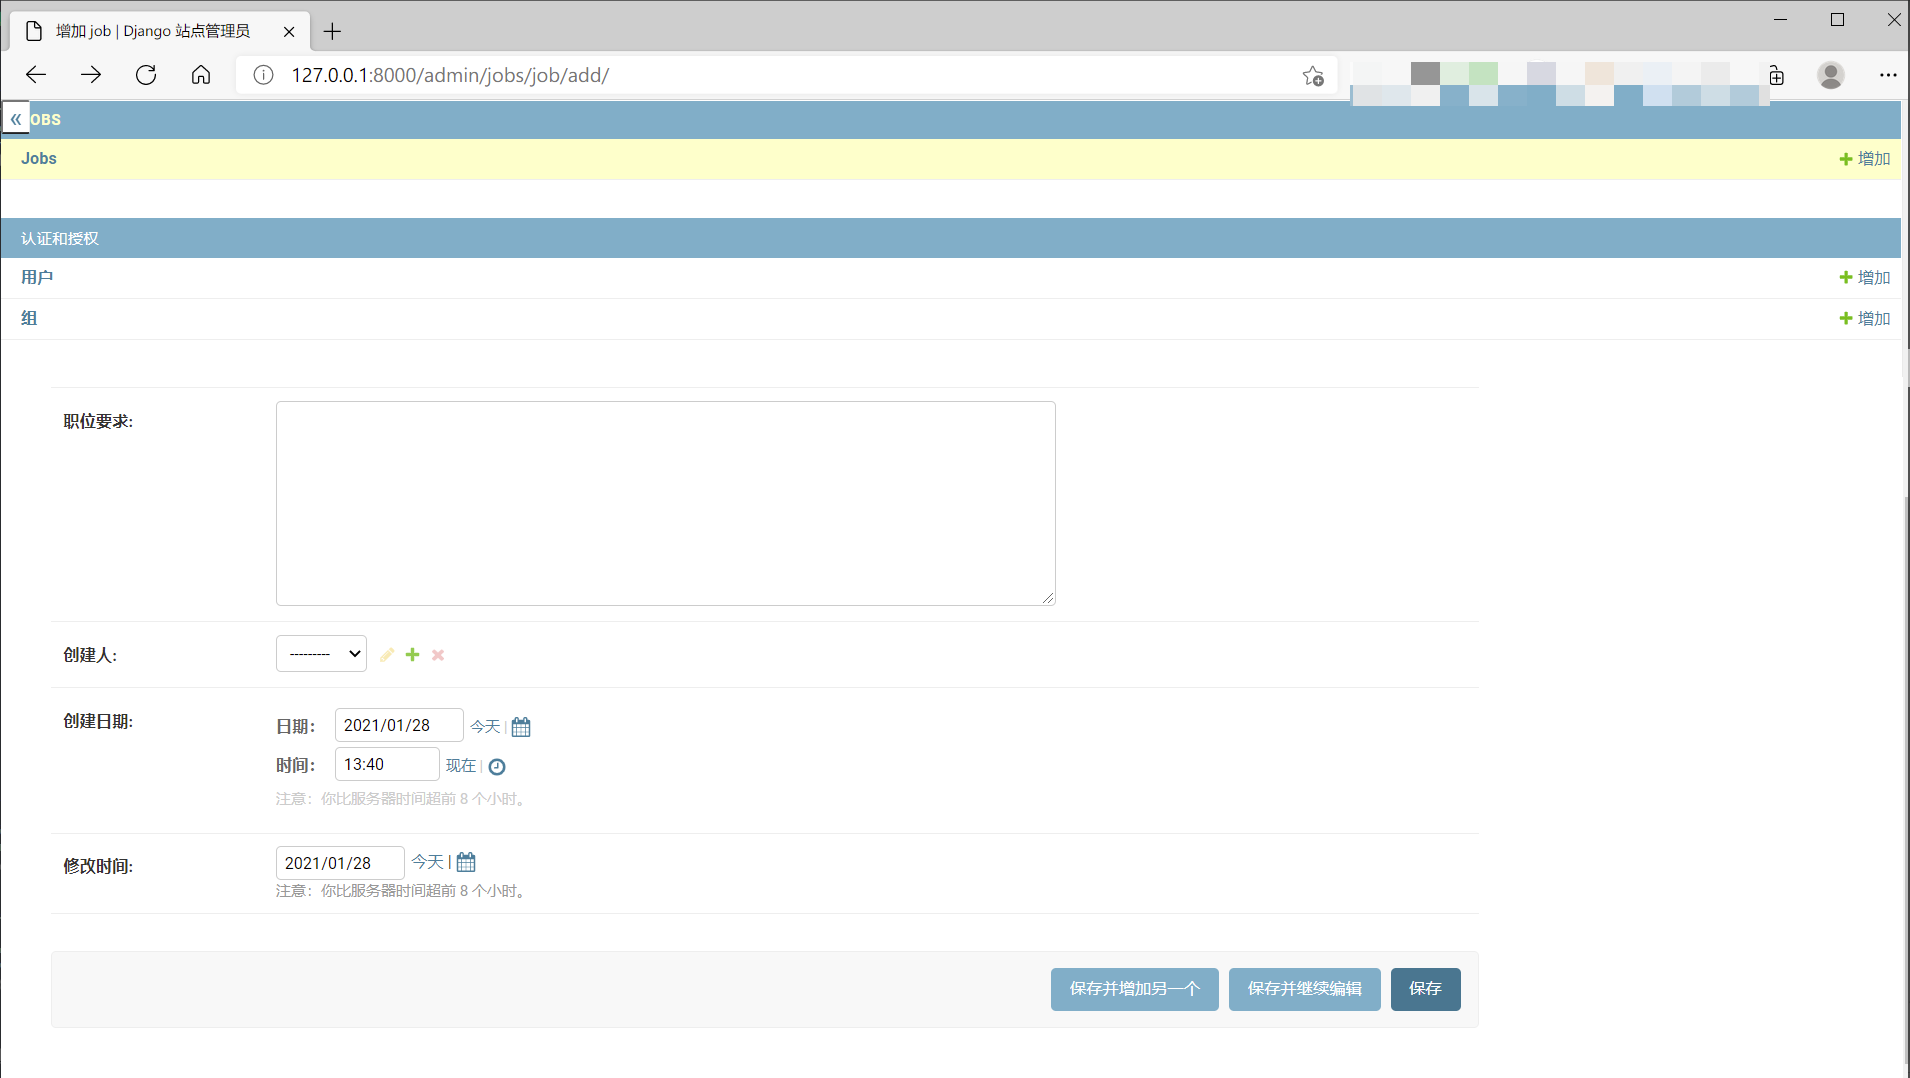 增加 job | Django 站点管理员
127.0.0.1:8000/admin/jobs/job/add/
« OBS
Jobs
增加
认证和授权
用户
增加
组
增加
职位要求:
创建人:
---------
创建日期:
日期：
2021/01/28
今天 |
时间：
13:40
现在 |
注意：你比服务器时间超前 8 个小时。
修改时间:
2021/01/28
今天 |
注意：你比服务器时间超前 8 个小时。
保存并增加另一个
保存并继续编辑
保存